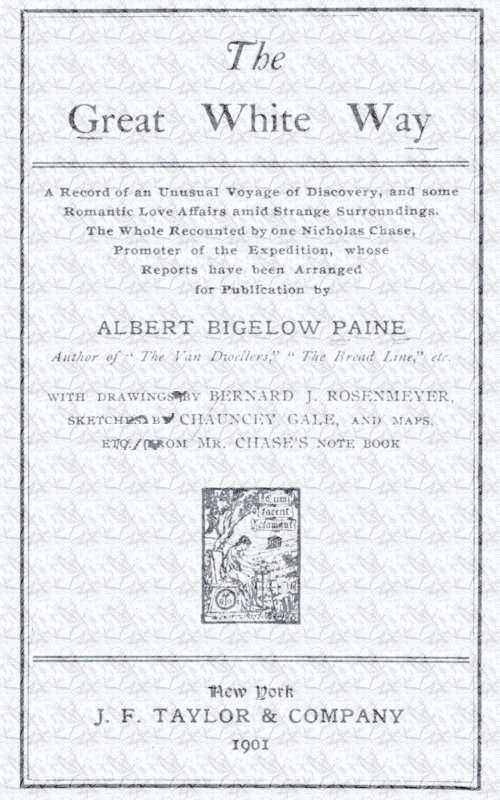 The
Great White Way
A Record of an Unusual Voyage of Discovery, and some
Romantic Love Affairs amid Strange Surroundings.
The Whole Recounted by one Nicholas Chase,
Promoter of the Expedition, whose
Reports have been Arranged
for Publication by
ALBERT BIGELOW PAINE
Author of "The Van Dwellers," "The Bread Line," etc.
WITH DRAWINGS BY BERNARD J. ROSENMEYER,
SKETCHES BY CHAUNCEY GALE, AND MAPS,
ETC., FROM MR. CHASE'S NOTE BOOK
Cum
Tacent
Clamant
New York
J. F. TAYLOR & COMPANY
1901